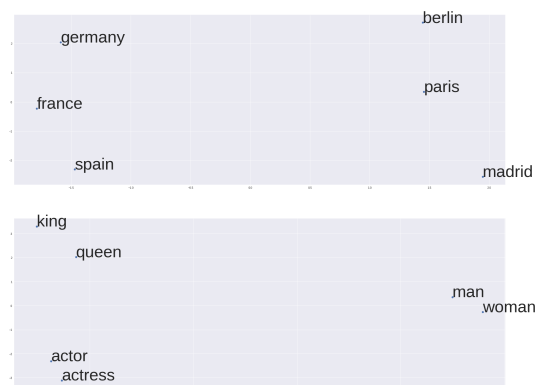 berlin
germany
paris
france
spain
madrid
king
queen
man
woman
actor
actress